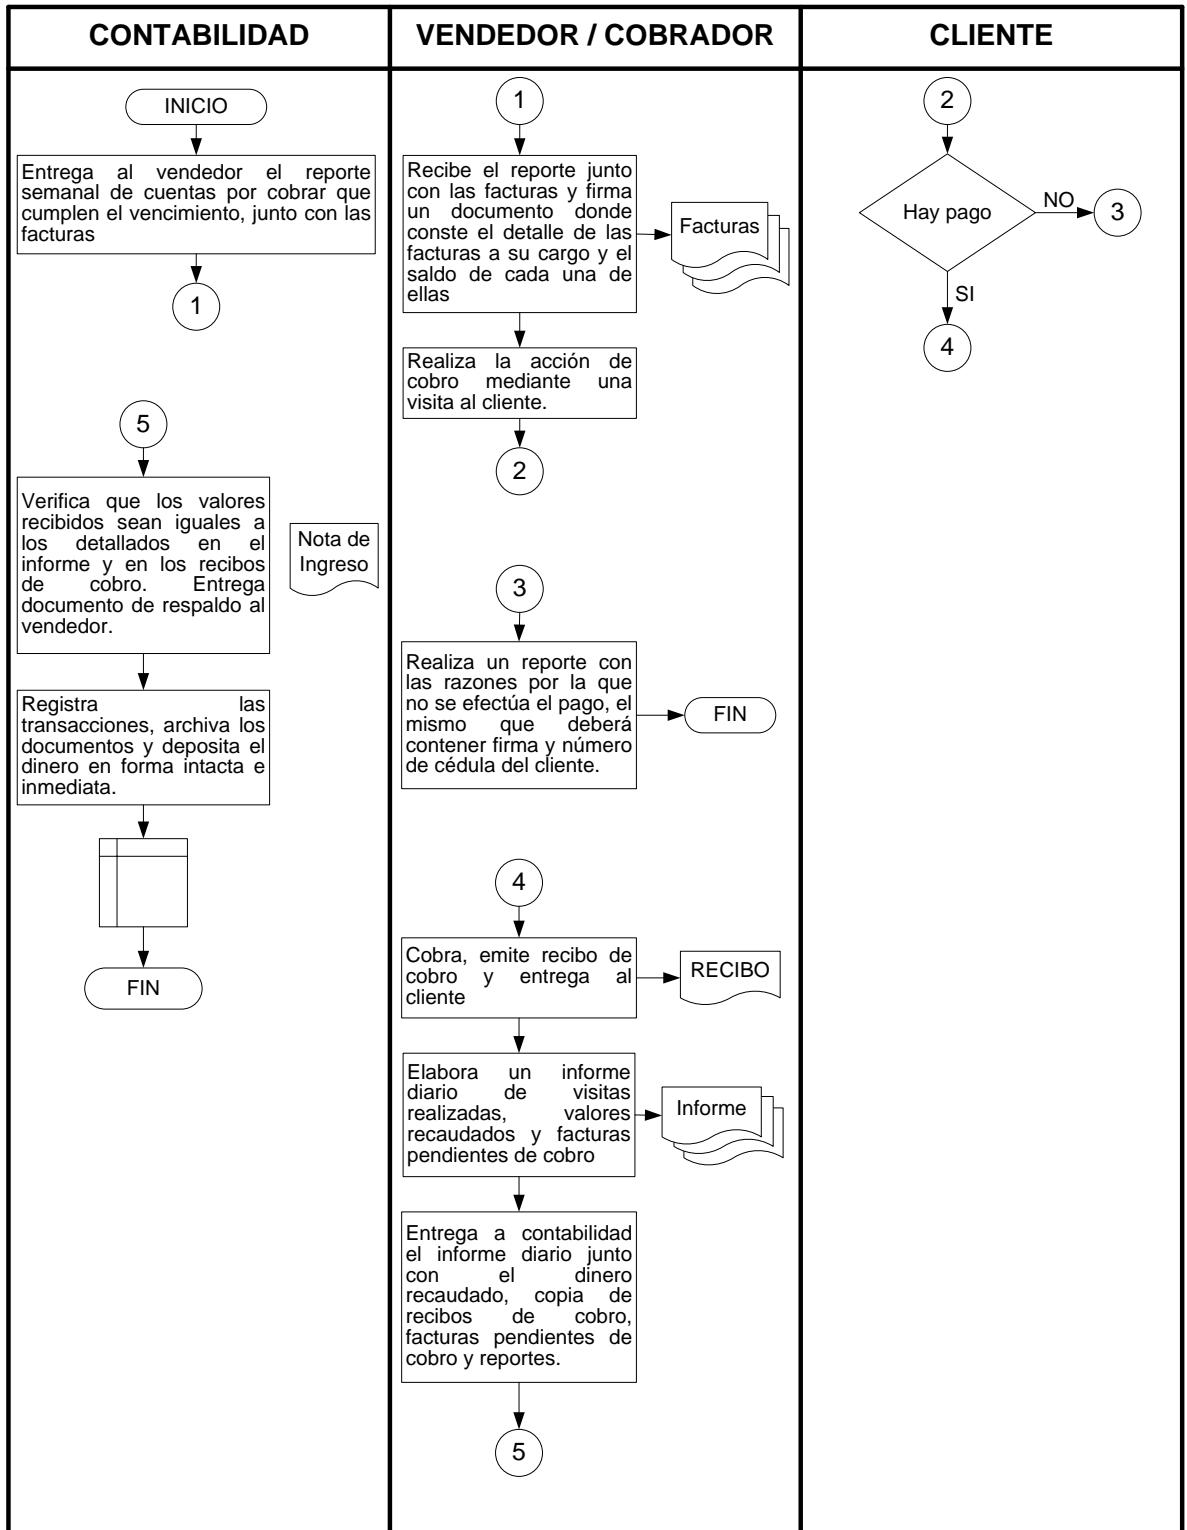 CONTABILIDAD
VENDEDOR / COBRADOR
CLIENTE
INICIO
Entrega al vendedor el reporte
semanal de cuentas por cobrar que
cumplen el vencimiento, junto con las
facturas
1
5
Verifica que los valores
recibidos sean iguales a
los detallados en el
informe y en los recibos
de cobro. Entrega
documento de respaldo al
vendedor.
Nota de
Ingreso
Registra las
transacciones, archiva los
documentos y deposita el
dinero en forma intacta e
inmediata.
FIN
1
Recibe el reporte junto
con las facturas y firma
un documento donde
conste el detalle de las
facturas a su cargo y el
saldo de cada una de
ellas
Facturas
Realiza la acción de
cobro mediante una
visita al cliente.
2
3
Realiza un reporte con
las razones por la que
no se efectúa el pago, el
mismo que deberá
contener firma y número
de cédula del cliente.
FIN
4
Cobra, emite recibo de
cobro y entrega al
cliente
RECIBO
Elabora un informe
diario de visitas
realizadas, valores
recaudados y facturas
pendientes de cobro
Informe
Entrega a contabilidad
el informe diario junto
con el dinero
recaudado, copia de
recibos de cobro,
facturas pendientes de
cobro y reportes.
5
2
Hay pago
NO
3
SI
4